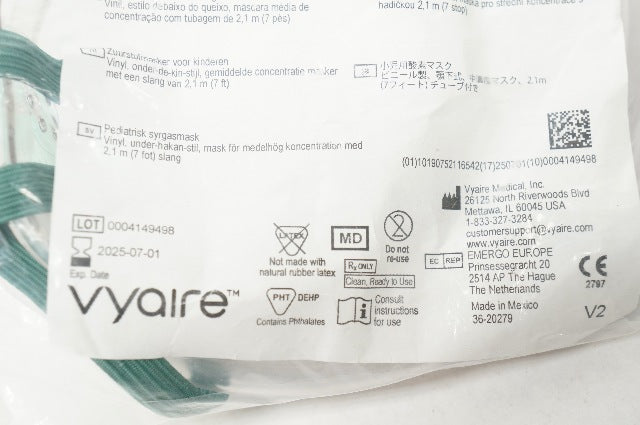 Vinil, estilo debaixo do queixo, máscara média de
concentração com tubagem de 2,1 m (7 pés)
hadičkou 2,1 m (7 stop)
Zuurstofmasker voor kinderen
Vinyl, onder-de-kin-stijl, gemiddelde concentratie masker
met een slang van 2,1 m (7 ft)
小児用酸素マスク
ビニール製、顎下式、中濃度マスク、2.1m
(7フィート) チューブ付き
SV Pediatrisk syrgasmask
Vinyl, under-hakan-stil, mask för medelhög koncentration med
2,1 m (7 fot) slang
(10)0004149498
LOT 0004149498
2025-07-01
Exp. Date
vyaire™
LATEX
Not made with
natural rubber latex
PHT DEHP
Contains Phthalates
MD
Rx ONLY
Clean, Ready to Use
Consult
instructions
for use
2
Do not
re-use
Vyaire Medical, Inc.
26125 North Riverwoods Blvd
Mettawa, IL 60045 USA
1-833-327-3284
customersupport@vyaire.com
www.vyaire.com
EC REP EMERGO EUROPE
Prinsessegracht 20
2514 AP The Hague
The Netherlands
CE
2797
Made in Mexico
36-20279
V2